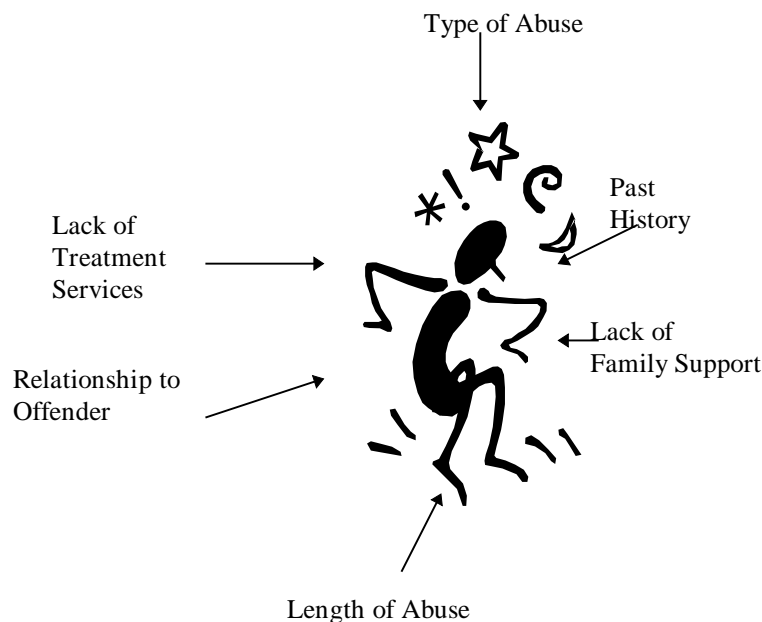 Type of Abuse
*!
Past
History
Lack of
Treatment
Services
Lack of
Family Support
Relationship to
Offender
Length of Abuse